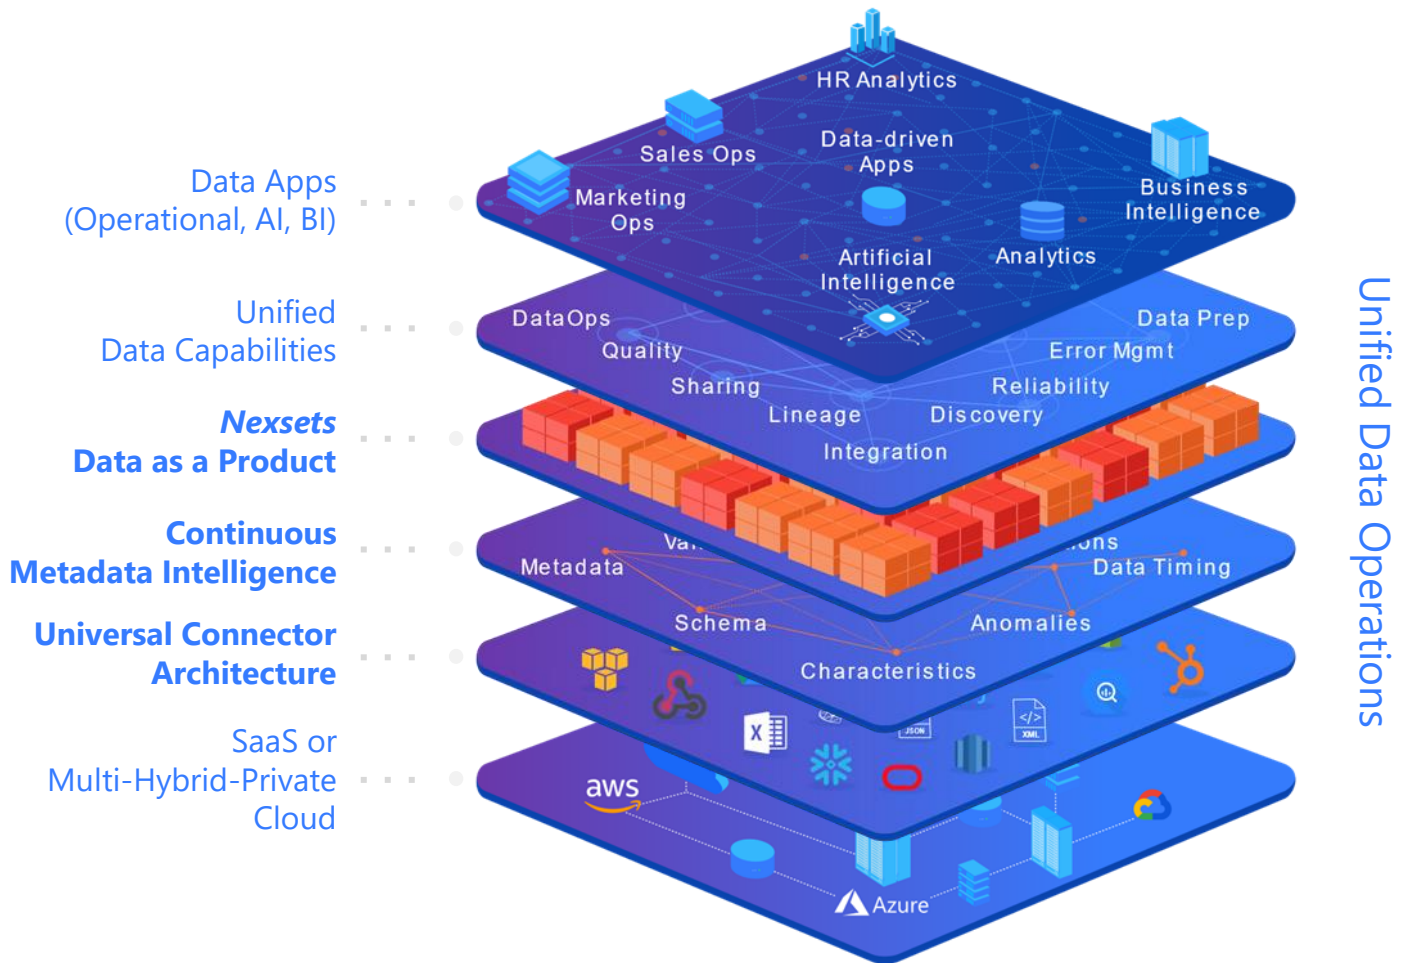 HR Analytics
Sales Ops
Data-driven
Apps
Marketing
Ops
Business
Intelligence
Artificial
Intelligence
Analytics
Data Apps
(Operational, AI, BI)
Unified
Data Capabilities
DataOps
Quality
Sharing
Lineage
Integration
Discovery
Reliability
Error Mgmt
Data Prep
Nexsets
Data as a Product
Continuous
Metadata Intelligence
Metadata
Schema
Characteristics
Anomalies
Data Timing
Universal Connector
Architecture
X
JSON
</>
XML
SaaS or
Multi-Hybrid-Private
Cloud
aws
Azure
Unified Data Operations